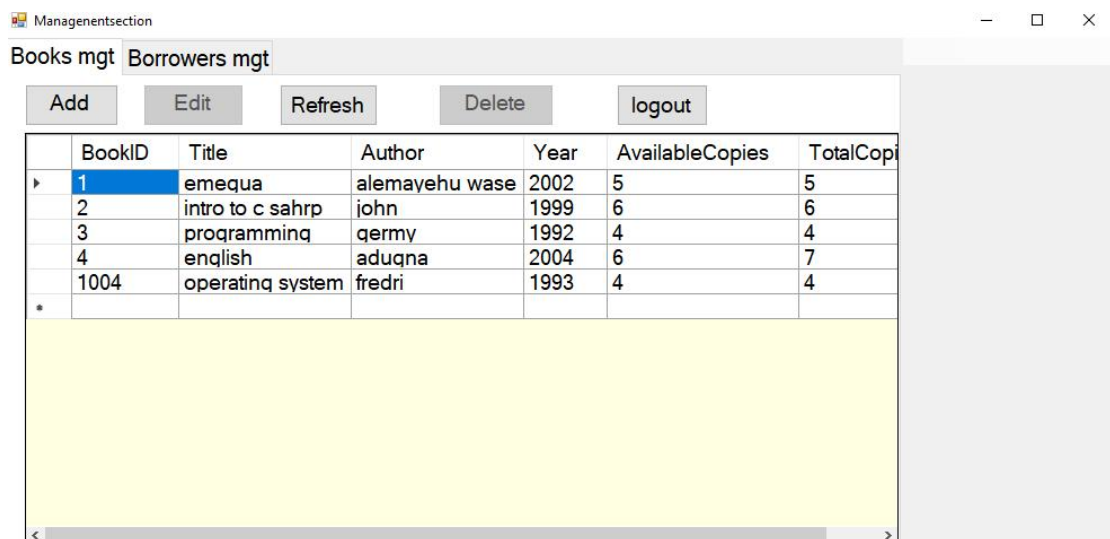 Managenentsection
Books mgt Borrowers mgt
Add Edit Refresh Delete logout
BookID Title Author Year AvailableCopies TotalCopi
1 emegua alemayehu wase 2002 5 5
2 intro to c sahrp john 1999 6 6
3 programming germy 1992 4 4
4 english adugna 2004 6 7
1004 operating system fredri 1993 4 4